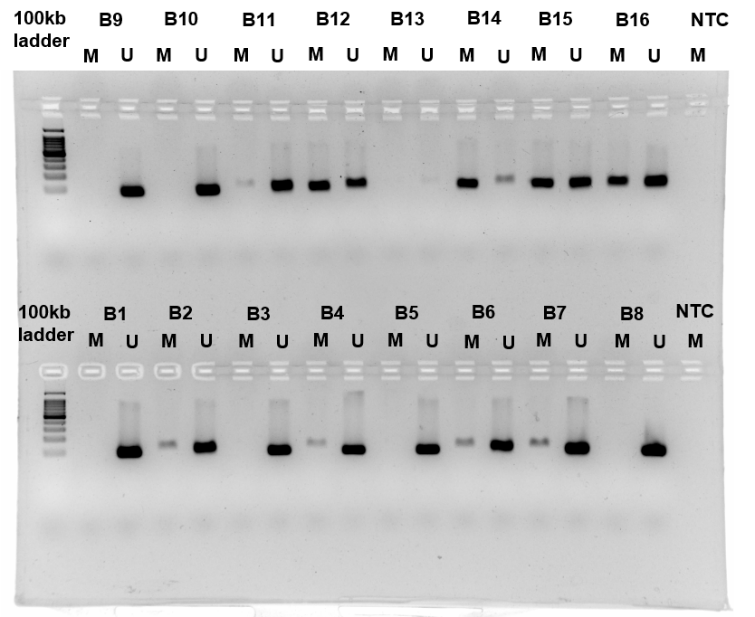 100kb B9 B10 B11 B12 B13 B14 B15 B16 NTC
ladder M U M U M U M U M U M U M U M U M
100kb B1 B2 B3 B4 B5 B6 B7 B8 NTC
ladder M U M U M U M U M U M U M U M U M